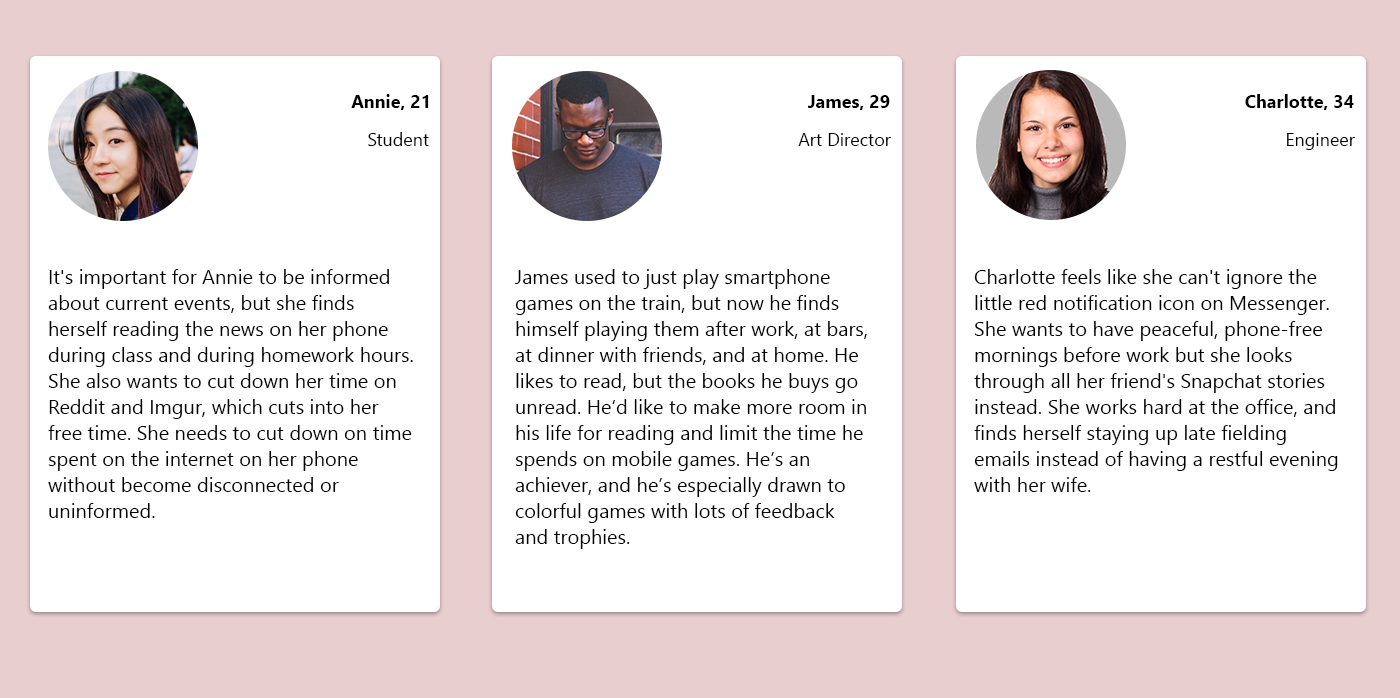 Annie, 21
Student
It's important for Annie to be informed
about current events, but she finds
herself reading the news on her phone
during class and during homework hours.
She also wants to cut down her time on
Reddit and Imgur, which cuts into her
free time. She needs to cut down on time
spent on the internet on her phone
without become disconnected or
uninformed.
James, 29
Art Director
James used to just play smartphone
games on the train, but now he finds
himself playing them after work, at bars,
at dinner with friends, and at home. He
likes to read, but the books he buys go
unread. He’d like to make more room in
his life for reading and limit the time he
spends on mobile games. He’s an
achiever, and he’s especially drawn to
colorful games with lots of feedback
and trophies.
Charlotte, 34
Engineer
Charlotte feels like she can't ignore the
little red notification icon on Messenger.
She wants to have peaceful, phone-free
mornings before work but she looks
through all her friend's Snapchat stories
instead. She works hard at the office, and
finds herself staying up late fielding
emails instead of having a restful evening
with her wife.